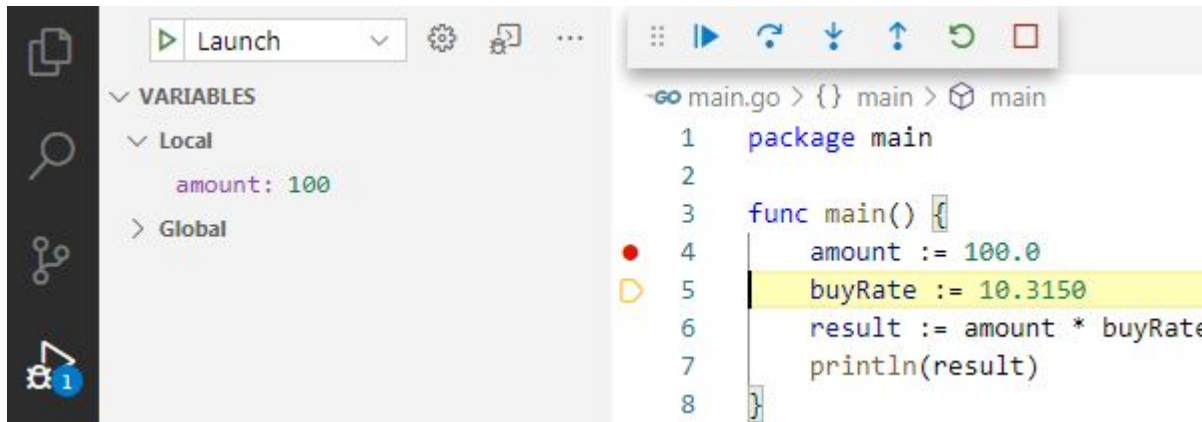 Launch
VARIABLES
Local
amount: 100
Global
1
GO main.go > {} main > main
1 package main
2
3 func main() {
4 amount := 100.0
5 buyRate := 10.3150
6 result := amount * buyRate
7 println(result)
8 }